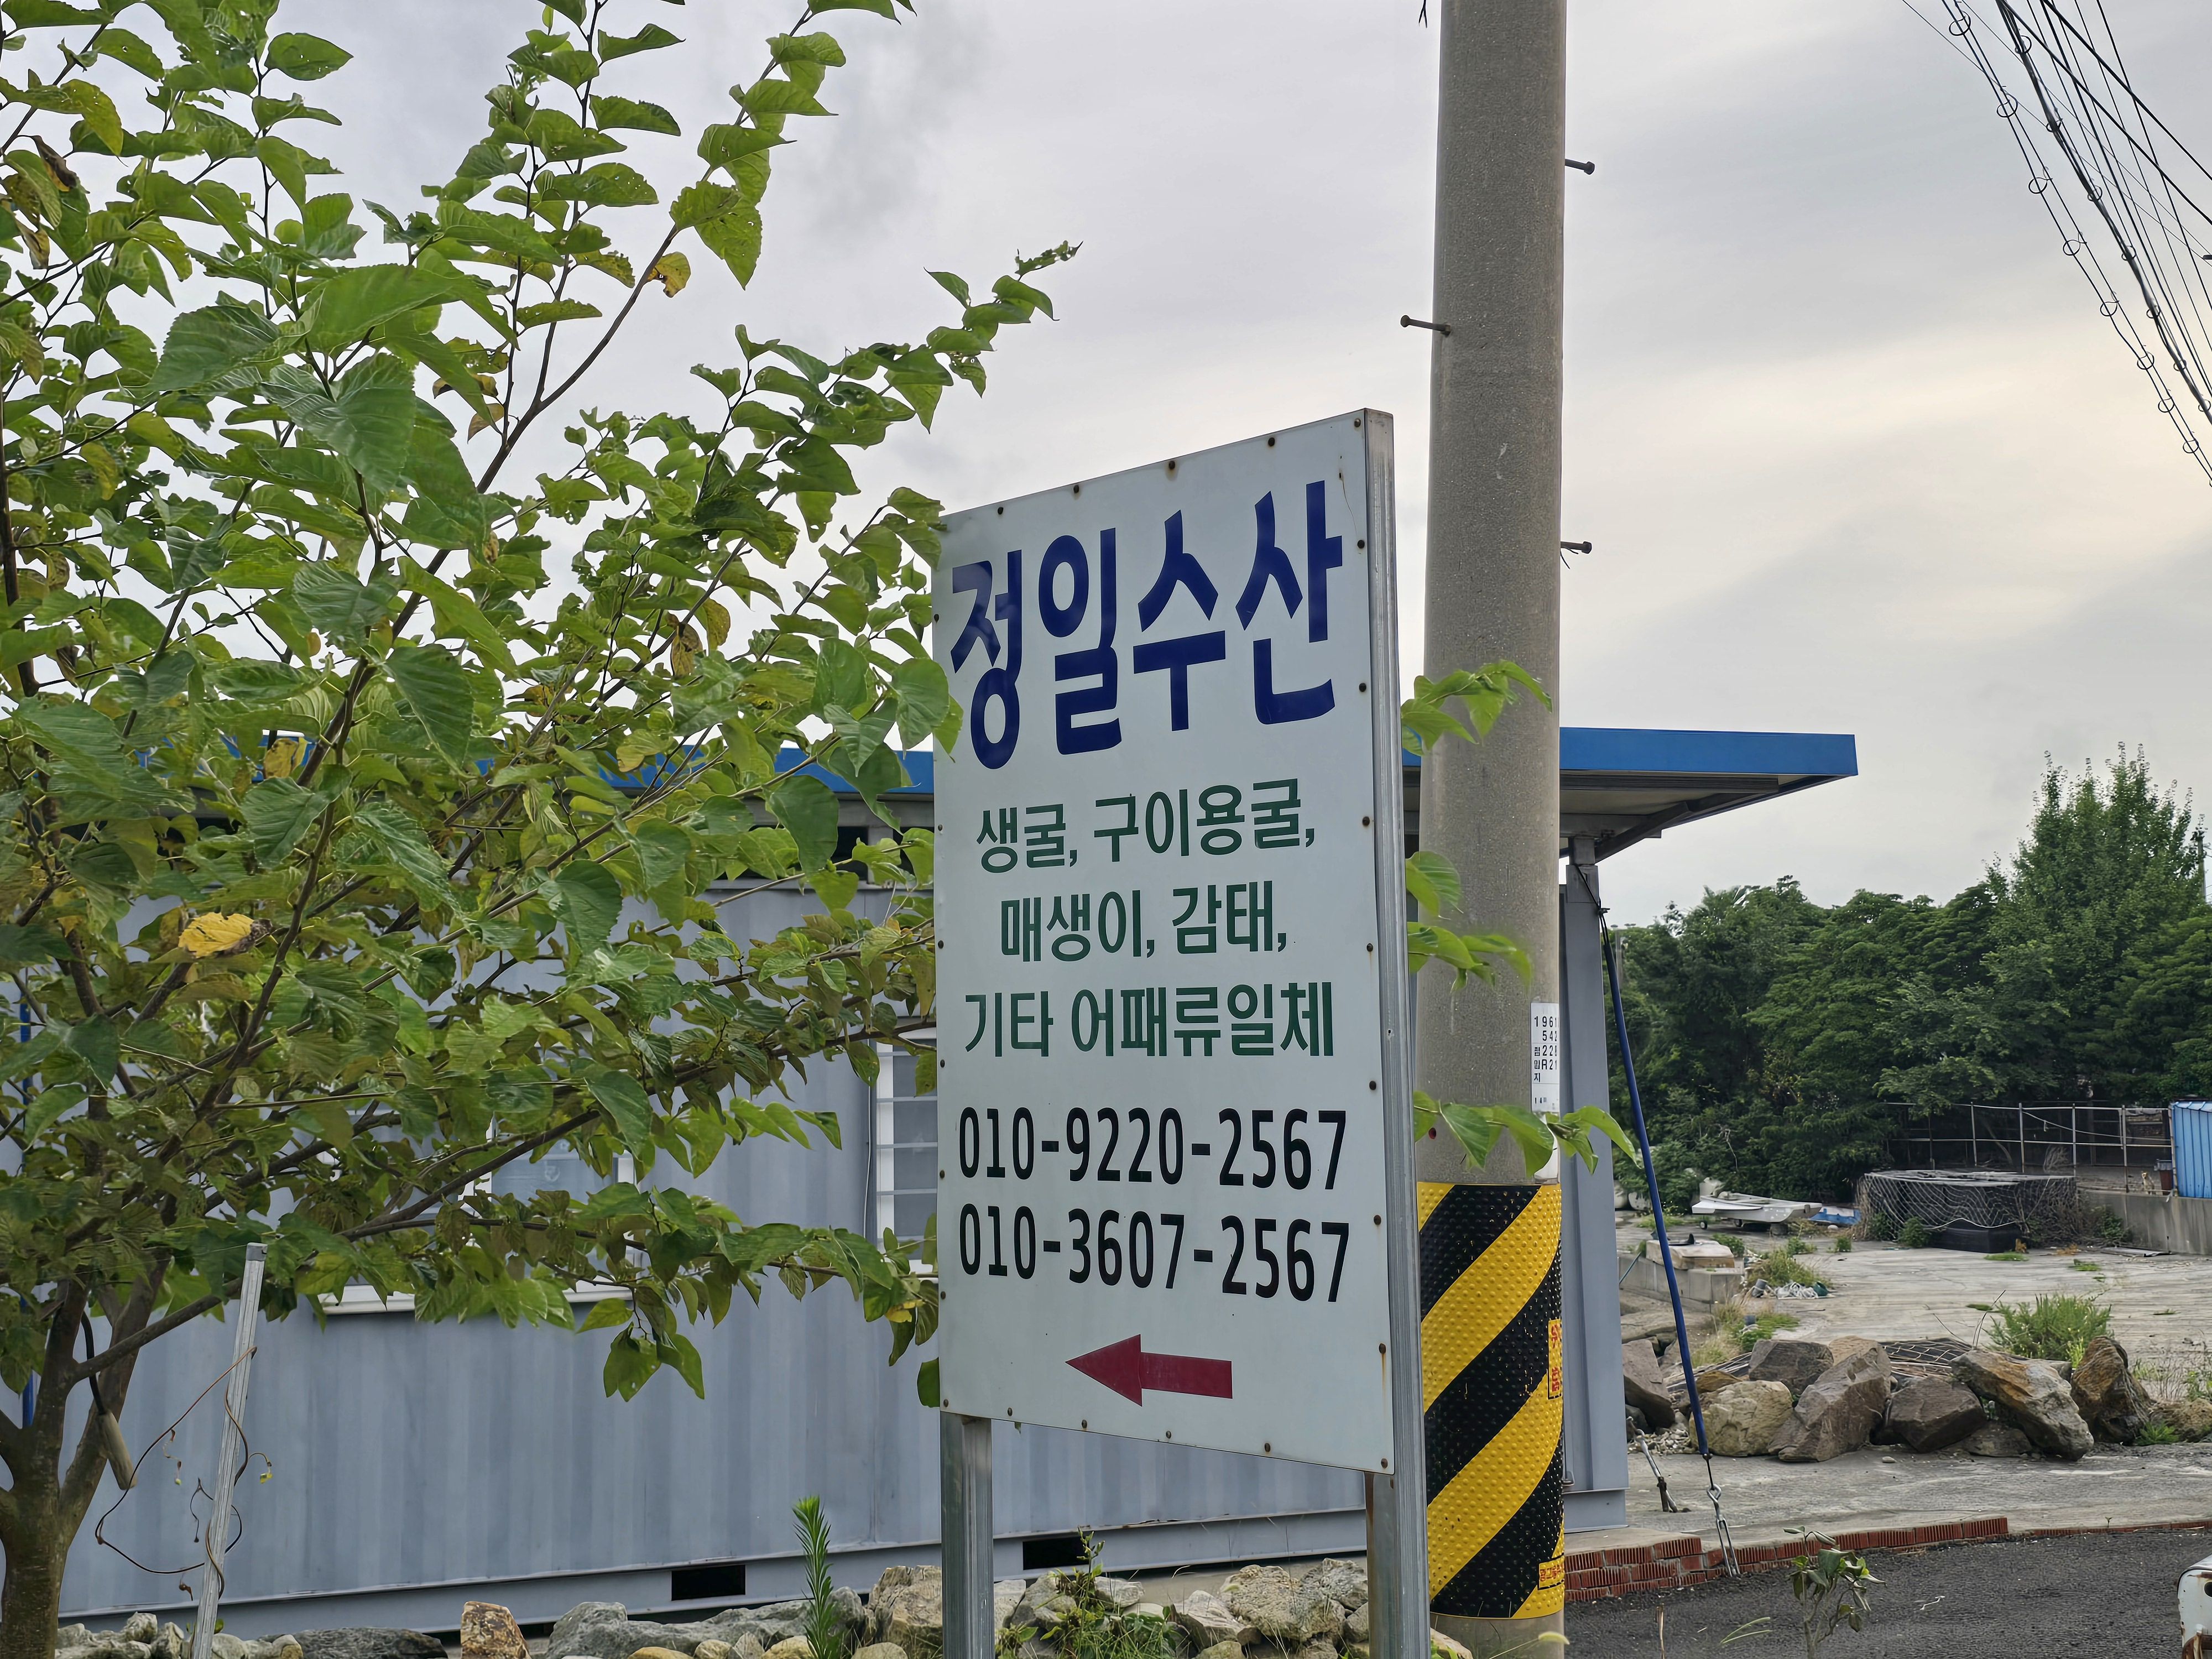 정일수산
생굴, 구이용굴,
매생이, 감태,
기타 어패류일체
010-9220-2567
010-3607-2567